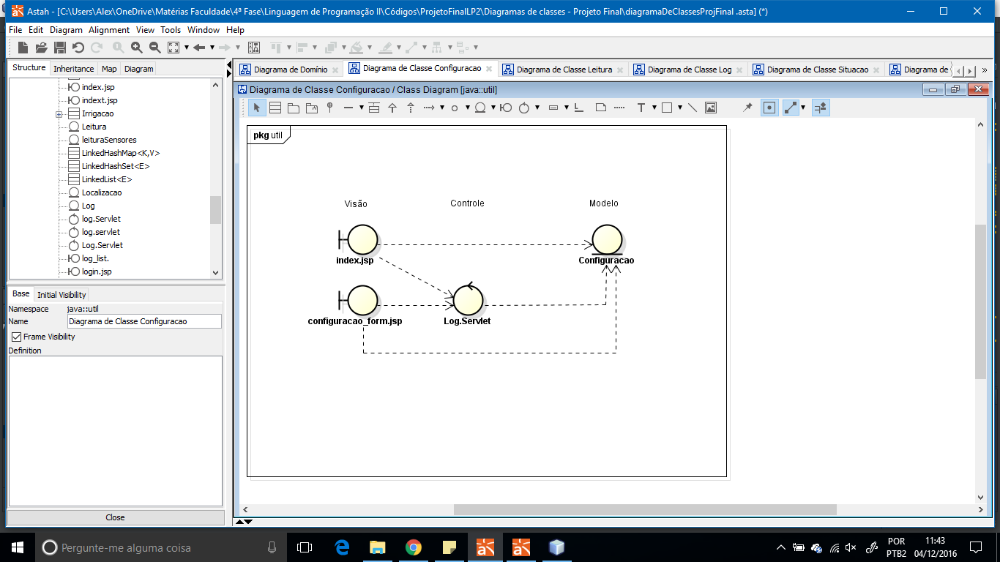 Astah - [C:\Users\Alex\OneDrive\Matérias Faculdade\4ª Fase\Linguagem de Programação II\Códigos\ProjetoFinalLP2\Diagramas de classes - Projeto Final\diagramaDeClassesProjFinal .asta] (*)
File Edit Diagram Alignment View Tools Window Help
Structure Inheritance Map Diagram
index.jsp
indext.jsp
Irrigacao
Leitura
leituraSensores
LinkedHashMap<K,V>
LinkedHashSet<E>
LinkedList<E>
Localizacao
Log
log.Servlet
log.servlet
Log.Servlet
log_list.
login.jsp
Base Initial Visibility
Namespace java::util
Name Diagrama de Classe Configuracao
Frame Visibility
Definition
Close
Diagrama de Domínio Diagrama de Classe Configuracao Diagrama de Classe Leitura Diagrama de Classe Log Diagrama de Classe Situacao Diagrama de
Diagrama de Classe Configuracao / Class Diagram [java::util]
T
pkg util
Visão Controle Modelo
index.jsp Configuracao
configuracao_form.jsp Log.Servlet
Pergunte-me alguma coisa
POR 11:43
PTB2 04/12/2016